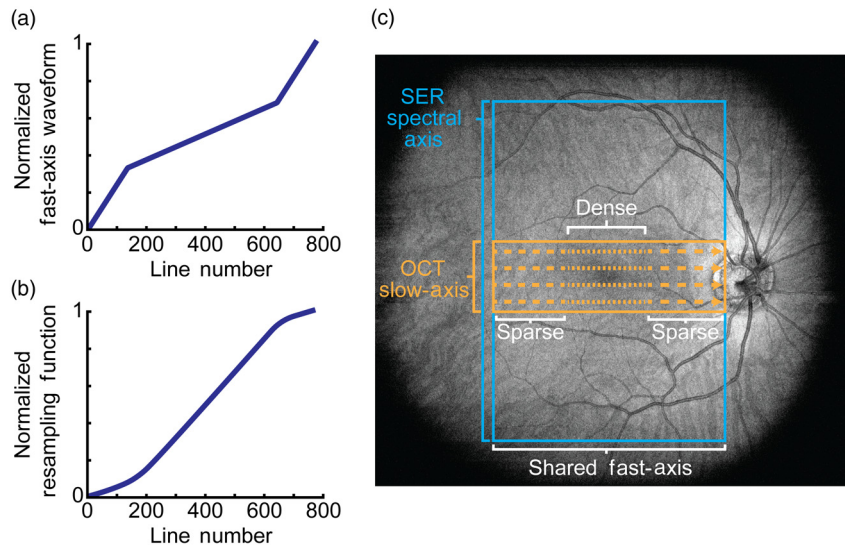 (a)
1
Normalized
fast-axis waveform
0
0 200 400 600 800
Line number
(b)
1
Normalized
resampling function
0
0 200 400 600 800
Line number
(c)
SER
spectral
axis
Dense
OCT
slow-axis
Sparse Sparse
Shared fast-axis